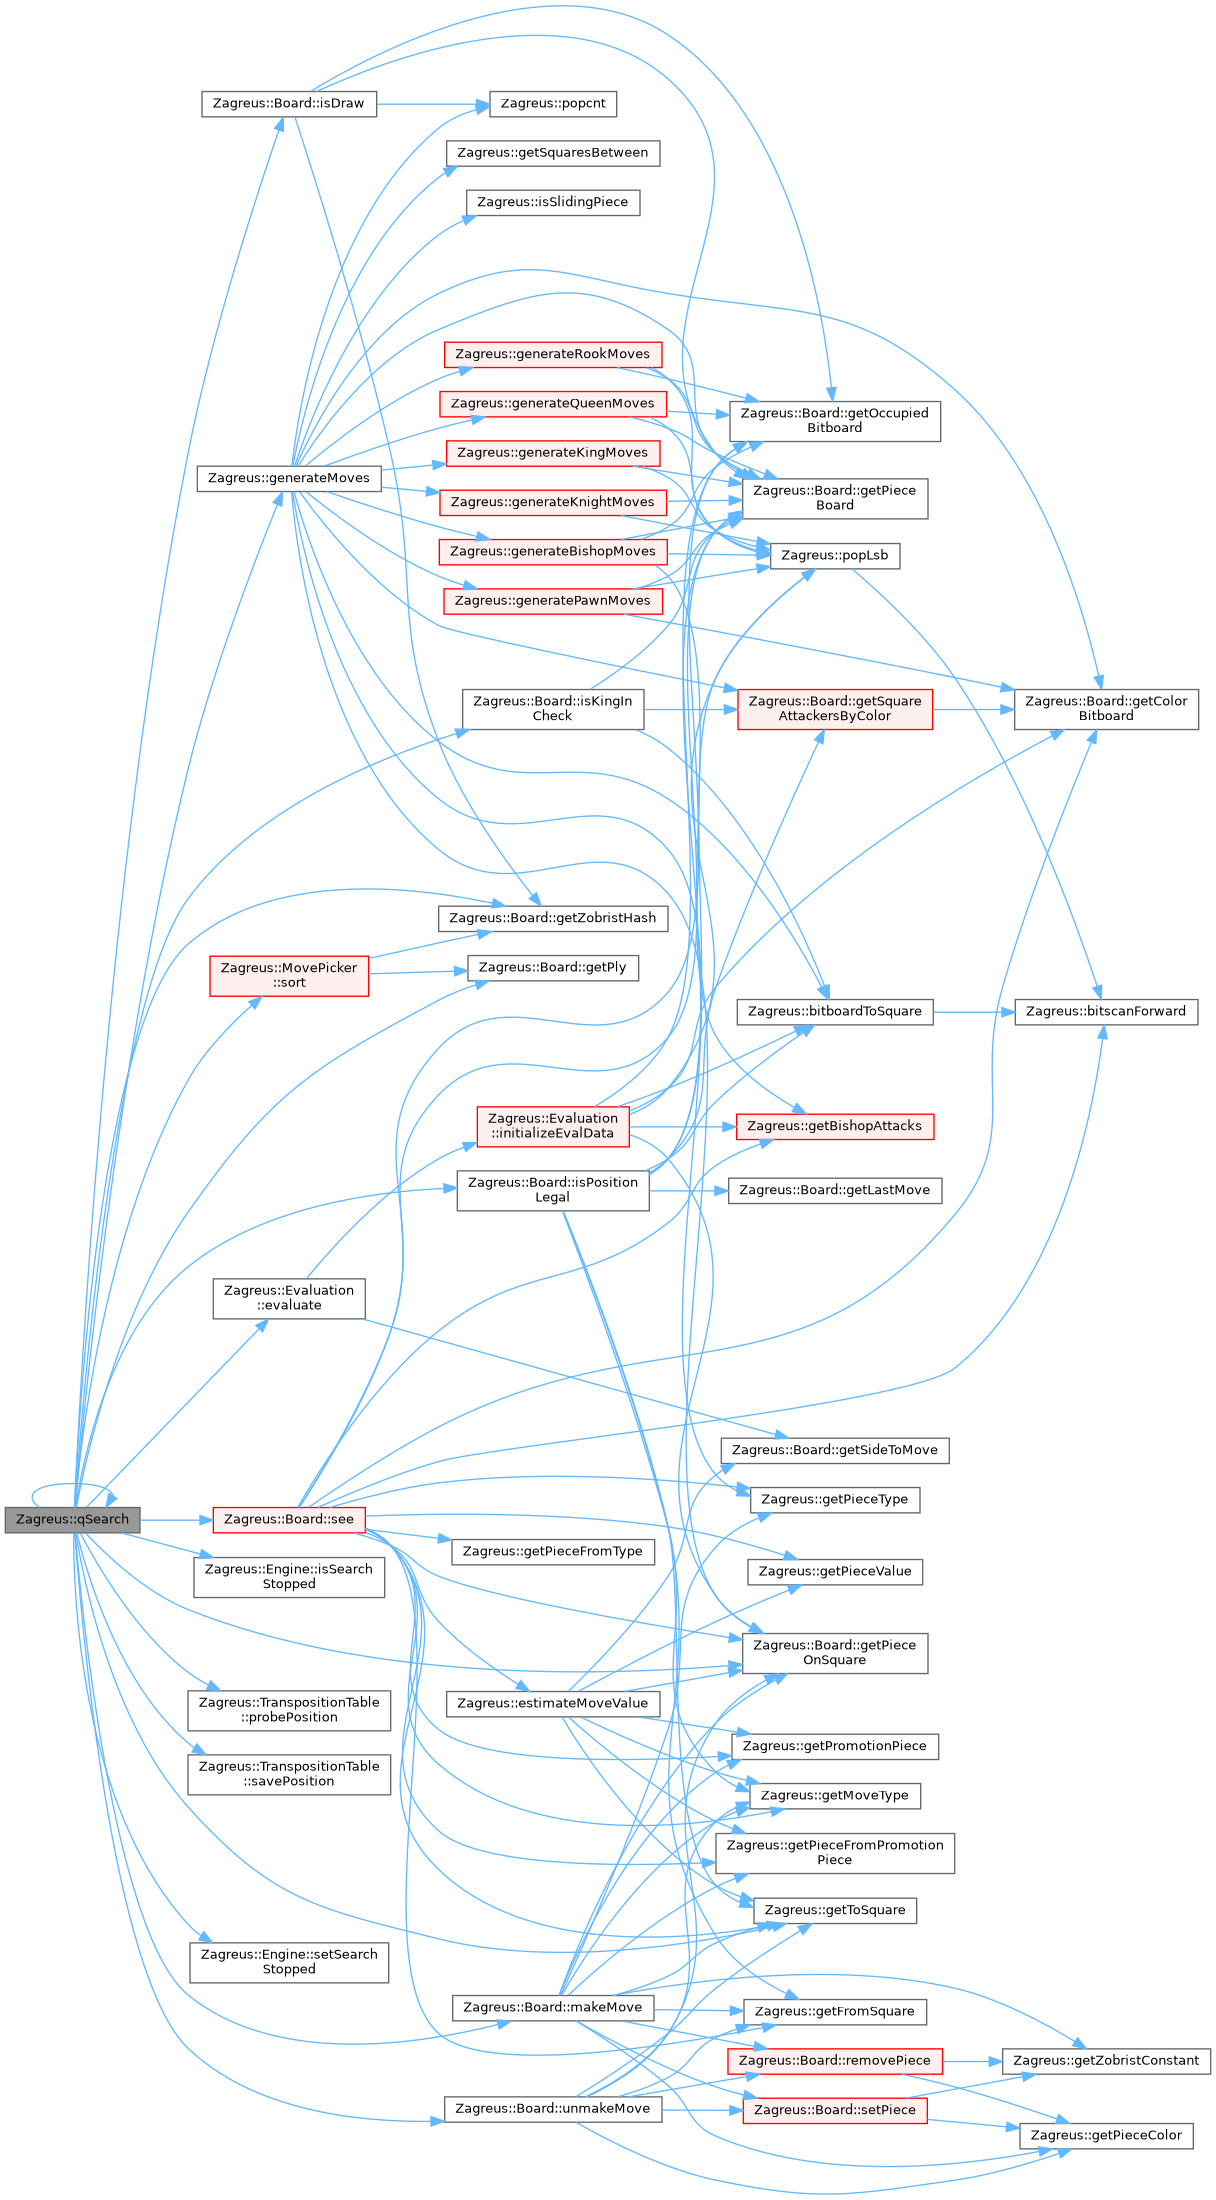 Zagreus::Board::isDraw
Zagreus::popcnt
Zagreus::getSquaresBetween
Zagreus::isSlidingPiece
Zagreus::generateRookMoves
Zagreus::generateQueenMoves
Zagreus::Board::getOccupied
Bitboard
Zagreus::generateKingMoves
Zagreus::generateMoves
Zagreus::generateKnightMoves
Zagreus::Board::getPiece
Board
Zagreus::generateBishopMoves
Zagreus::popLsb
Zagreus::generatePawnMoves
Zagreus::Board::isKingIn
Check
Zagreus::Board::getSquare
AttackersByColor
Zagreus::Board::getColor
Bitboard
Zagreus::Board::getZobristHash
Zagreus::MovePicker
::sort
Zagreus::Board::getPly
Zagreus::bitboardToSquare
Zagreus::bitscanForward
Zagreus::Evaluation
::initializeEvalData
Zagreus::getBishopAttacks
Zagreus::Board::isPosition
Legal
Zagreus::Board::getLastMove
Zagreus::Evaluation
::evaluate
Zagreus::Board::getSideToMove
Zagreus::getPieceType
Zagreus::qSearch
Zagreus::Board::see
Zagreus::getPieceFromType
Zagreus::Engine::isSearch
Stopped
Zagreus::getPieceValue
Zagreus::Board::getPiece
OnSquare
Zagreus::TranspositionTable
::probePosition
Zagreus::estimateMoveValue
Zagreus::getPromotionPiece
Zagreus::TranspositionTable
::savePosition
Zagreus::getMoveType
Zagreus::getPieceFromPromotion
Piece
Zagreus::getToSquare
Zagreus::Engine::setSearch
Stopped
Zagreus::Board::makeMove
Zagreus::getFromSquare
Zagreus::Board::removePiece
Zagreus::getZobristConstant
Zagreus::Board::unmakeMove
Zagreus::Board::setPiece
Zagreus::getPieceColor